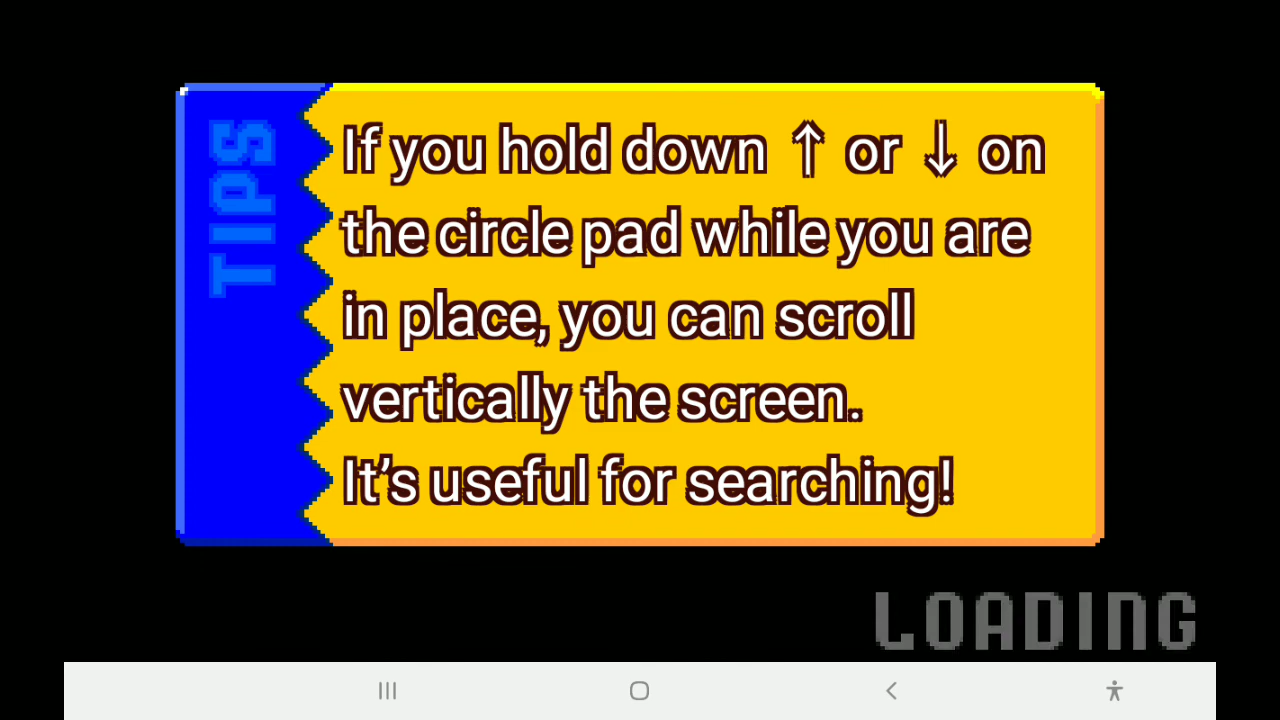 TIPS
If you hold down ↑ or ↓ on
the circle pad while you are
in place, you can scroll
vertically the screen.
It’s useful for searching!
LOADING